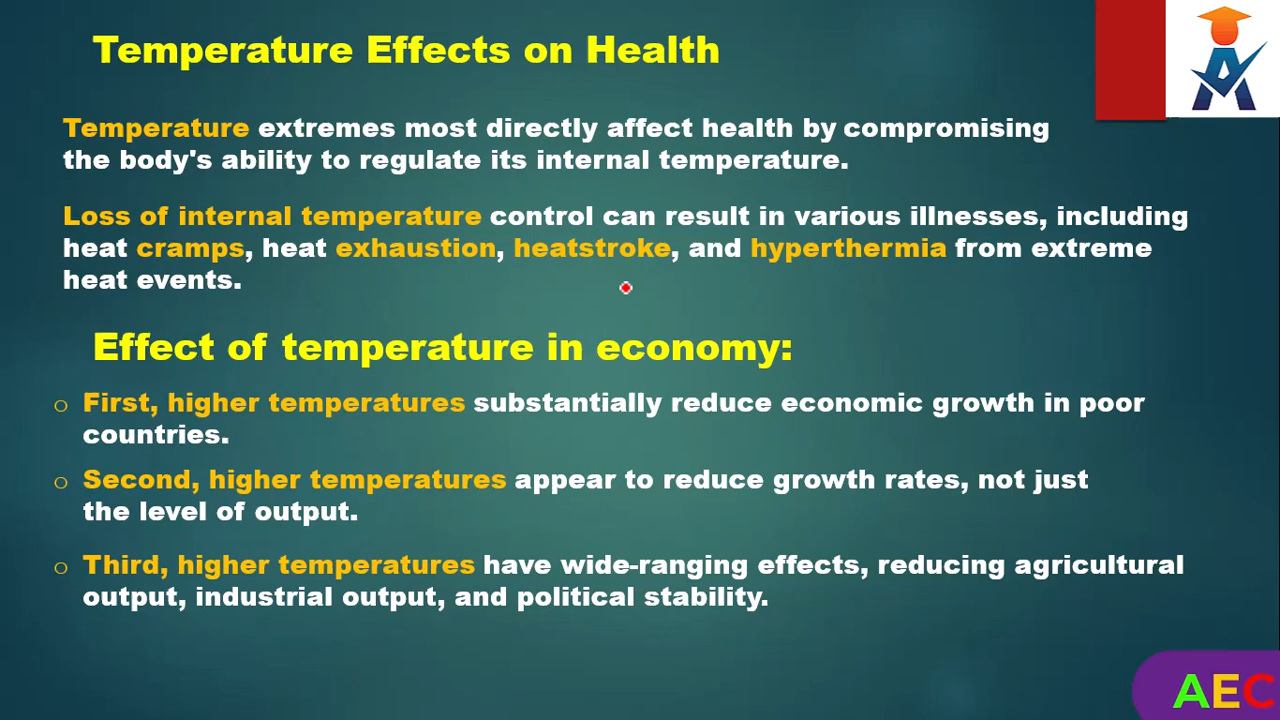 Temperature Effects on Health
Temperature extremes most directly affect health by compromising
the body's ability to regulate its internal temperature.
Loss of internal temperature control can result in various illnesses, including
heat cramps, heat exhaustion, heatstroke, and hyperthermia from extreme
heat events.
Effect of temperature in economy:
o First, higher temperatures substantially reduce economic growth in poor
countries.
o Second, higher temperatures appear to reduce growth rates, not just
the level of output.
o Third, higher temperatures have wide-ranging effects, reducing agricultural
output, industrial output, and political stability.
AEC